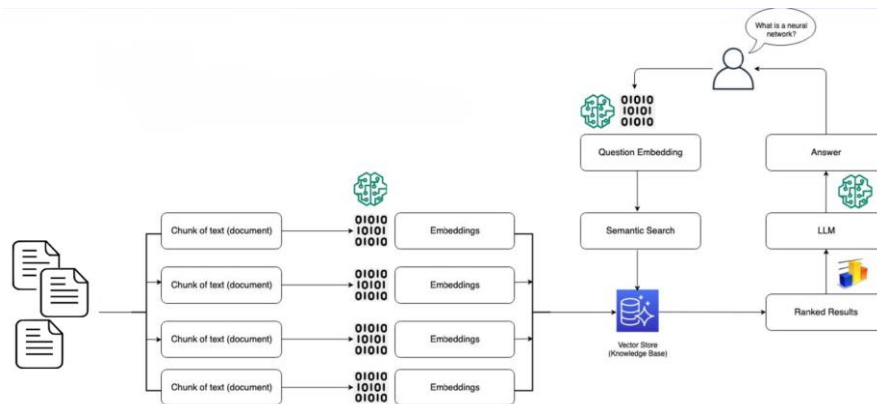 What is a neural
network?
01010
10101
01010
Question Embedding
Answer
01010
10101
01010
Chunk of text (document)
Embeddings
Semantic Search
LLM
01010
10101
01010
Chunk of text (document)
Embeddings
Ranked Results
Vector Store
(Knowledge Base)
01010
10101
01010
Chunk of text (document)
Embeddings
01010
10101
01010
Chunk of text (document)
Embeddings